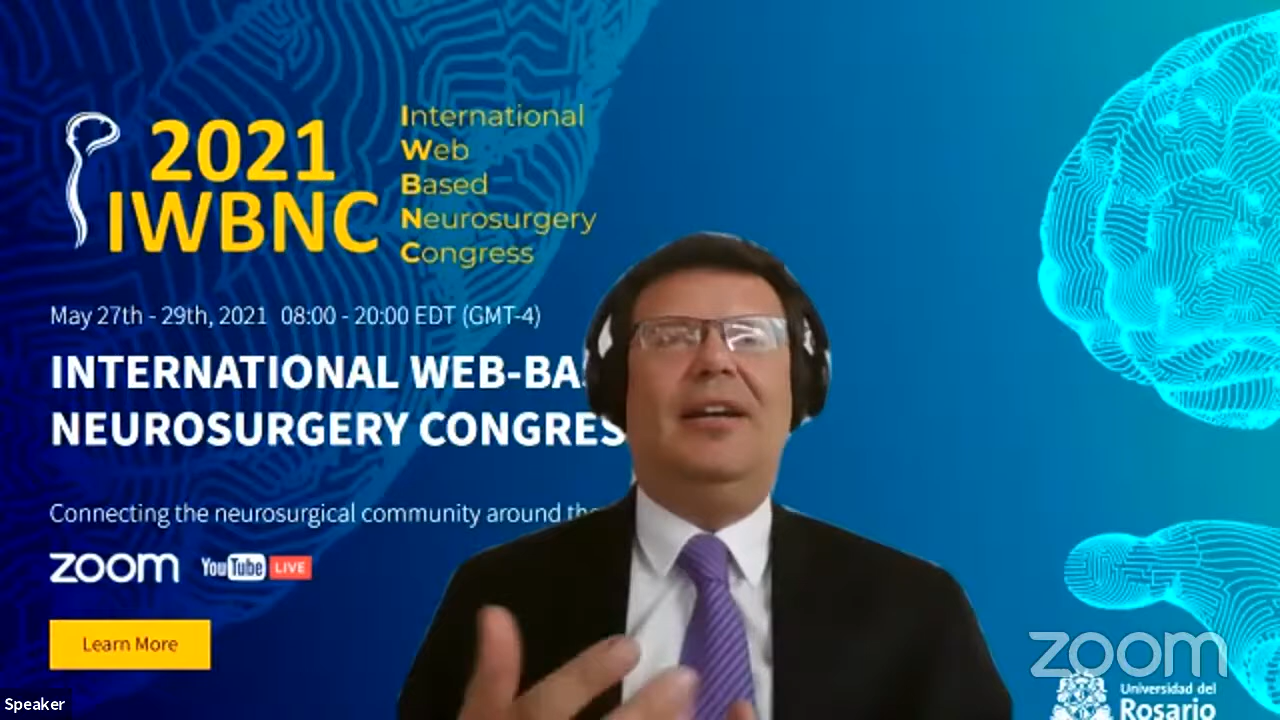 2021
IWBNC
International
Web
Based
Neurosurgery
Congress
May 27th - 29th, 2021 08:00 - 20:00 EDT (GMT-4)
INTERNATIONAL WEB-BA
NEUROSURGERY CONGRES
Connecting the neurosurgical community around the
zoom
YouTube LIVE
Learn More
Speaker
zoom
Universidad del
Rosario